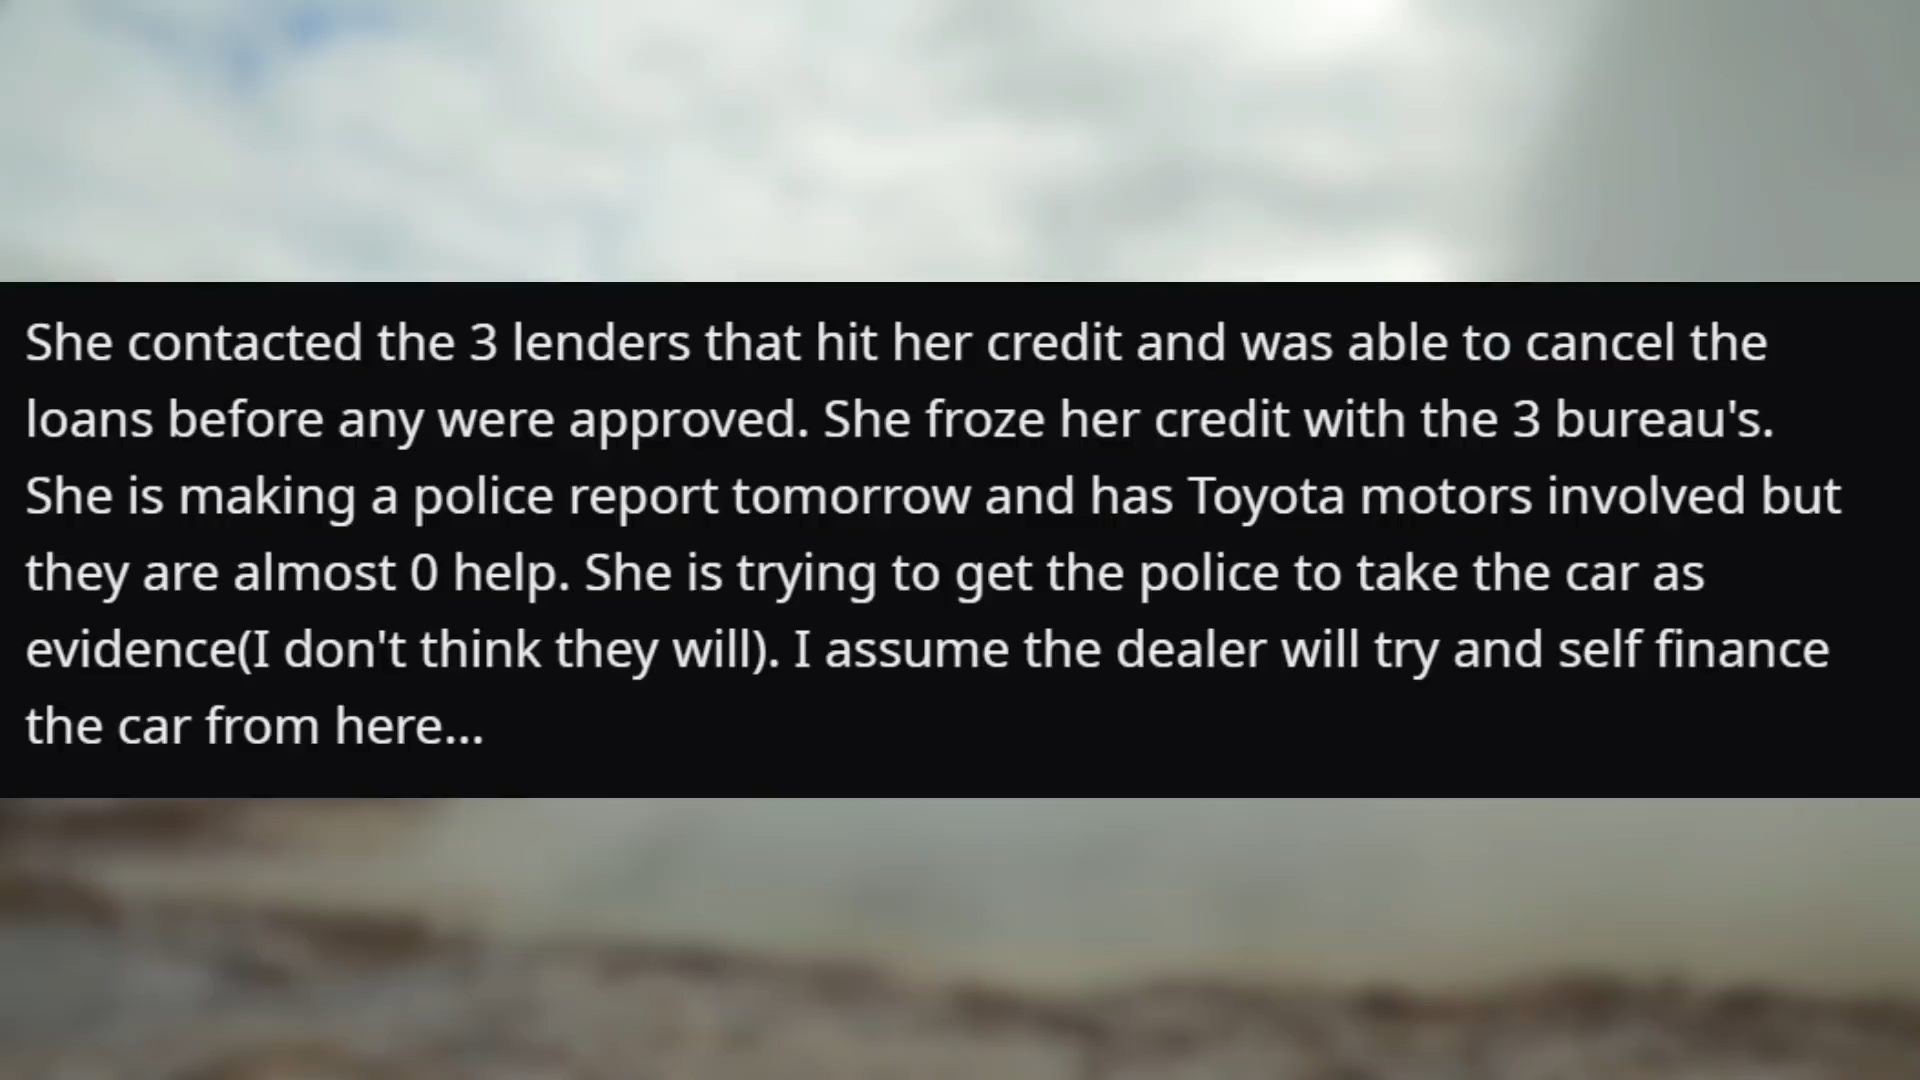 She contacted the 3 lenders that hit her credit and was able to cancel the
loans before any were approved. She froze her credit with the 3 bureau's.
She is making a police report tomorrow and has Toyota motors involved but
they are almost 0 help. She is trying to get the police to take the car as
evidence(I don't think they will). I assume the dealer will try and self finance
the car from here...